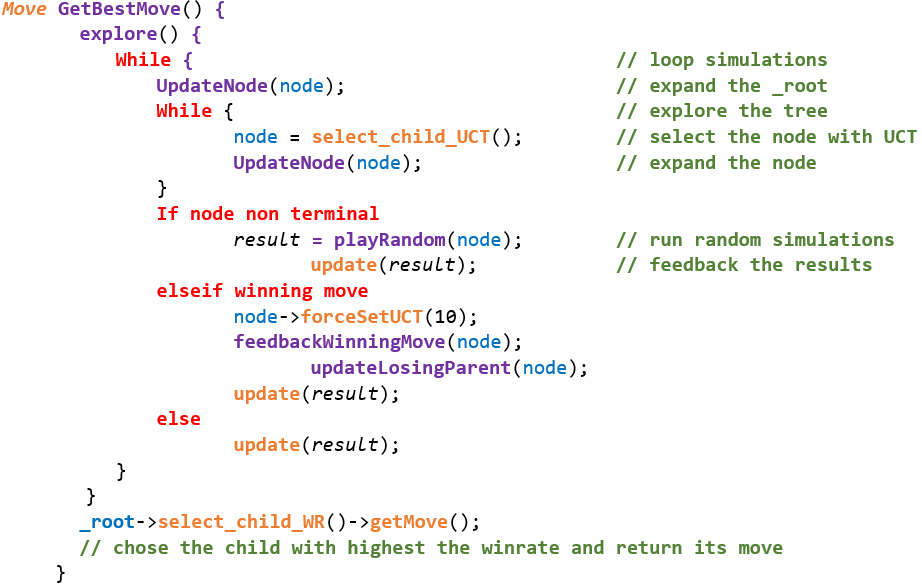 Move GetBestMove() {
explore() {
While { // loop simulations
UpdateNode(node); // expand the _root
While { // explore the tree
node = select_child_UCT(); // select the node with UCT
UpdateNode(node); // expand the node
}
If node non terminal
result = playRandom(node); // run random simulations
update(result); // feedback the results
elseif winning move
node->forceSetUCT(10);
feedbackWinningMove(node);
updateLosingParent(node);
update(result);
else
update(result);
}
}
_root->select_child_WR()->getMove();
// chose the child with highest the winrate and return its move
}